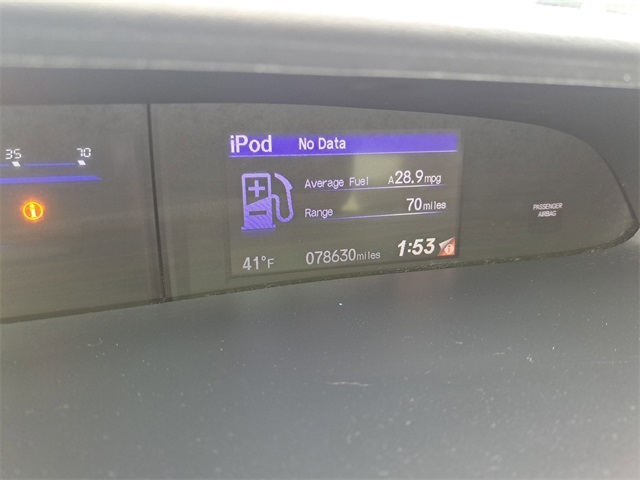 iPod No Data
35 70
Average Fuel A28.9mpg
Range 70miles
PASSENGER
AIRBAG
41°F 078630miles 1:53